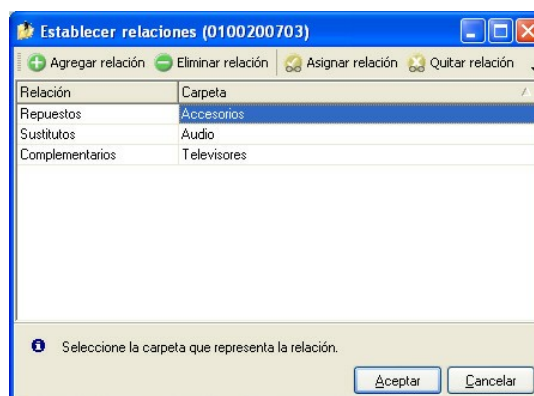 Establecer relaciones (0100200703)
Agregar relación Eliminar relación Asignar relación Quitar relación
Relación Carpeta
Repuestos Accesorios
Sustitutos Audio
Complementarios Televisores
Seleccione la carpeta que representa la relación.
Aceptar Cancelar